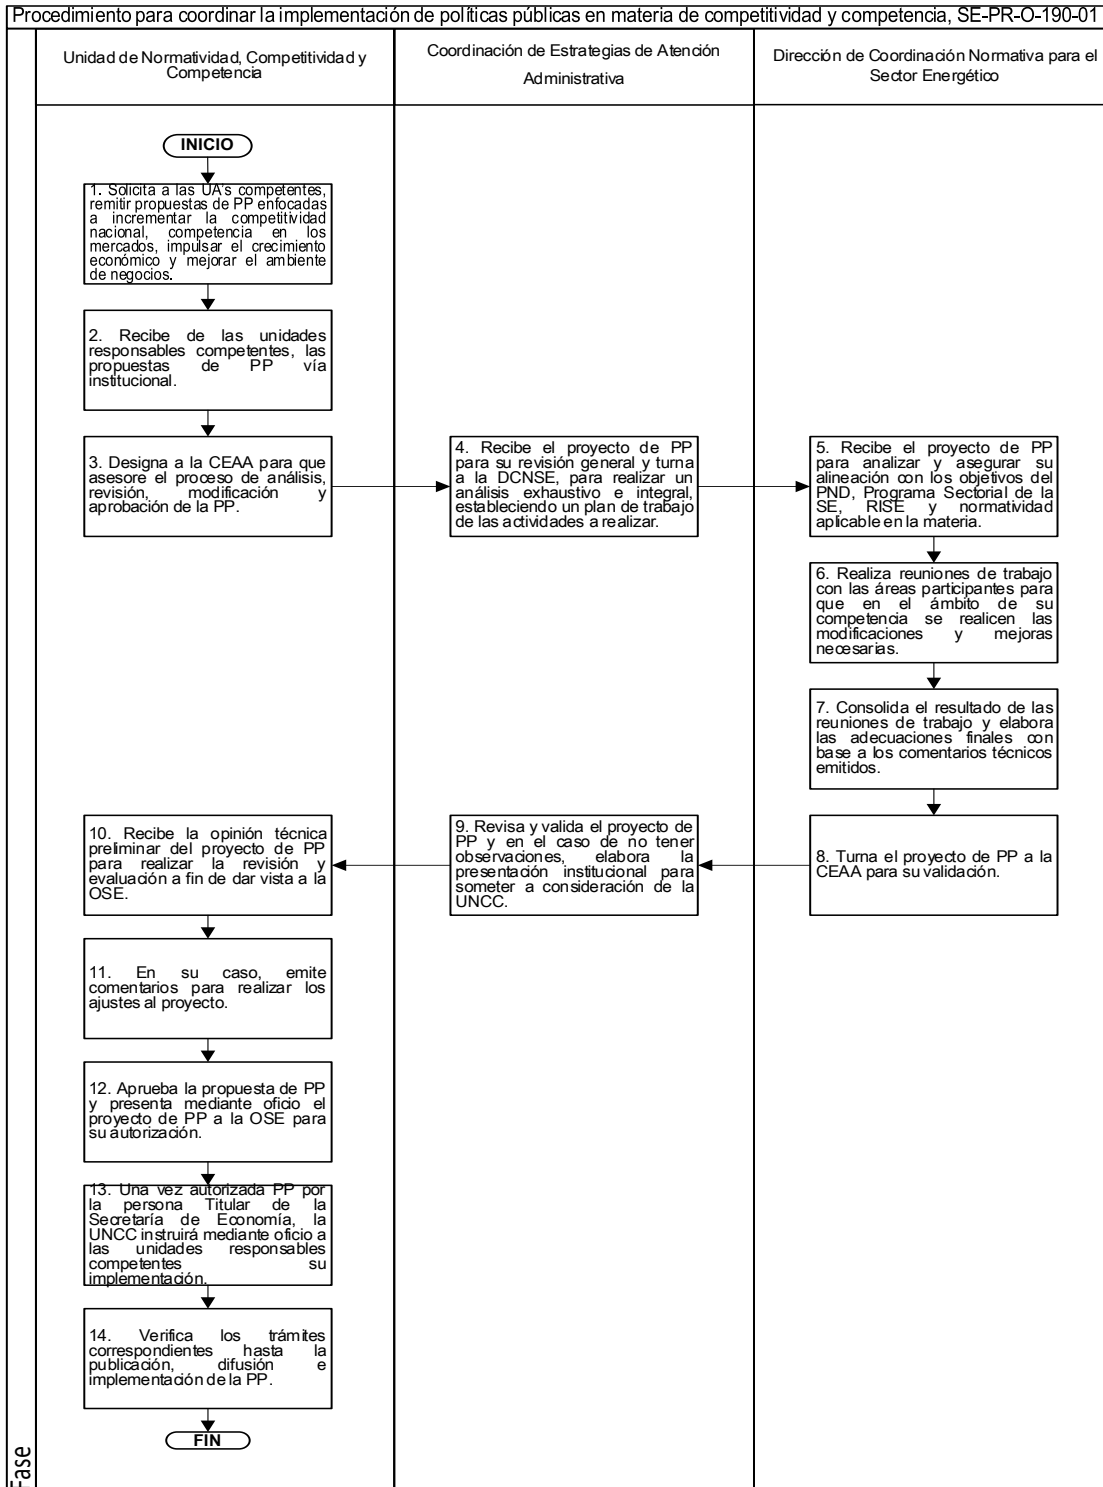 Procedimiento para coordinar la implementación de políticas públicas en materia de competitividad y competencia, SE-PR-O-190-01
Unidad de Normatividad, Competitividad y
Competencia
Coordinación de Estrategias de Atención
Administrativa
Dirección de Coordinación Normativa para el
Sector Energético
INICIO
1. Solicita a las UA's competentes,
remitir propuestas de PP enfocadas
a incrementar la competitividad
nacional, competencia en los
mercados, impulsar el crecimiento
económico y mejorar el ambiente
de negocios.
2. Recibe de las unidades
responsables competentes, las
propuestas de PP vía
institucional.
3. Designa a la CEAA para que
asesore el proceso de análisis,
revisión, modificación y
aprobación de la PP.
4. Recibe el proyecto de PP
para su revisión general y turna
a la DCNSE, para realizar un
análisis exhaustivo e integral,
estableciendo un plan de trabajo
de las actividades a realizar.
5. Recibe el proyecto de PP
para analizar y asegurar su
alineación con los objetivos del
PND, Programa Sectorial de la
SE, RISE y normatividad
aplicable en la materia.
6. Realiza reuniones de trabajo
con las áreas participantes para
que en el ámbito de su
competencia se realicen las
modificaciones y mejoras
necesarias.
7. Consolida el resultado de las
reuniones de trabajo y elabora
las adecuaciones finales con
base a los comentarios técnicos
emitidos.
8. Turna el proyecto de PP a la
CEAA para su validación.
9. Revisa y valida el proyecto de
PP y en el caso de no tener
observaciones, elabora la
presentación institucional para
someter a consideración de la
UNCC.
10. Recibe la opinión técnica
preliminar del proyecto de PP
para realizar la revisión y
evaluación a fin de dar vista a la
OSE.
11. En su caso, emite
comentarios para realizar los
ajustes al proyecto.
12. Aprueba la propuesta de PP
y presenta mediante oficio el
proyecto de PP a la OSE para
su autorización.
13. Una vez autorizada PP por
la persona Titular de la
Secretaría de Economía, la
UNCC instruirá mediante oficio a
las unidades responsables
competentes su
implementación.
14. Verifica los trámites
correspondientes hasta la
publicación, difusión e
implementación de la PP.
FIN
Fase